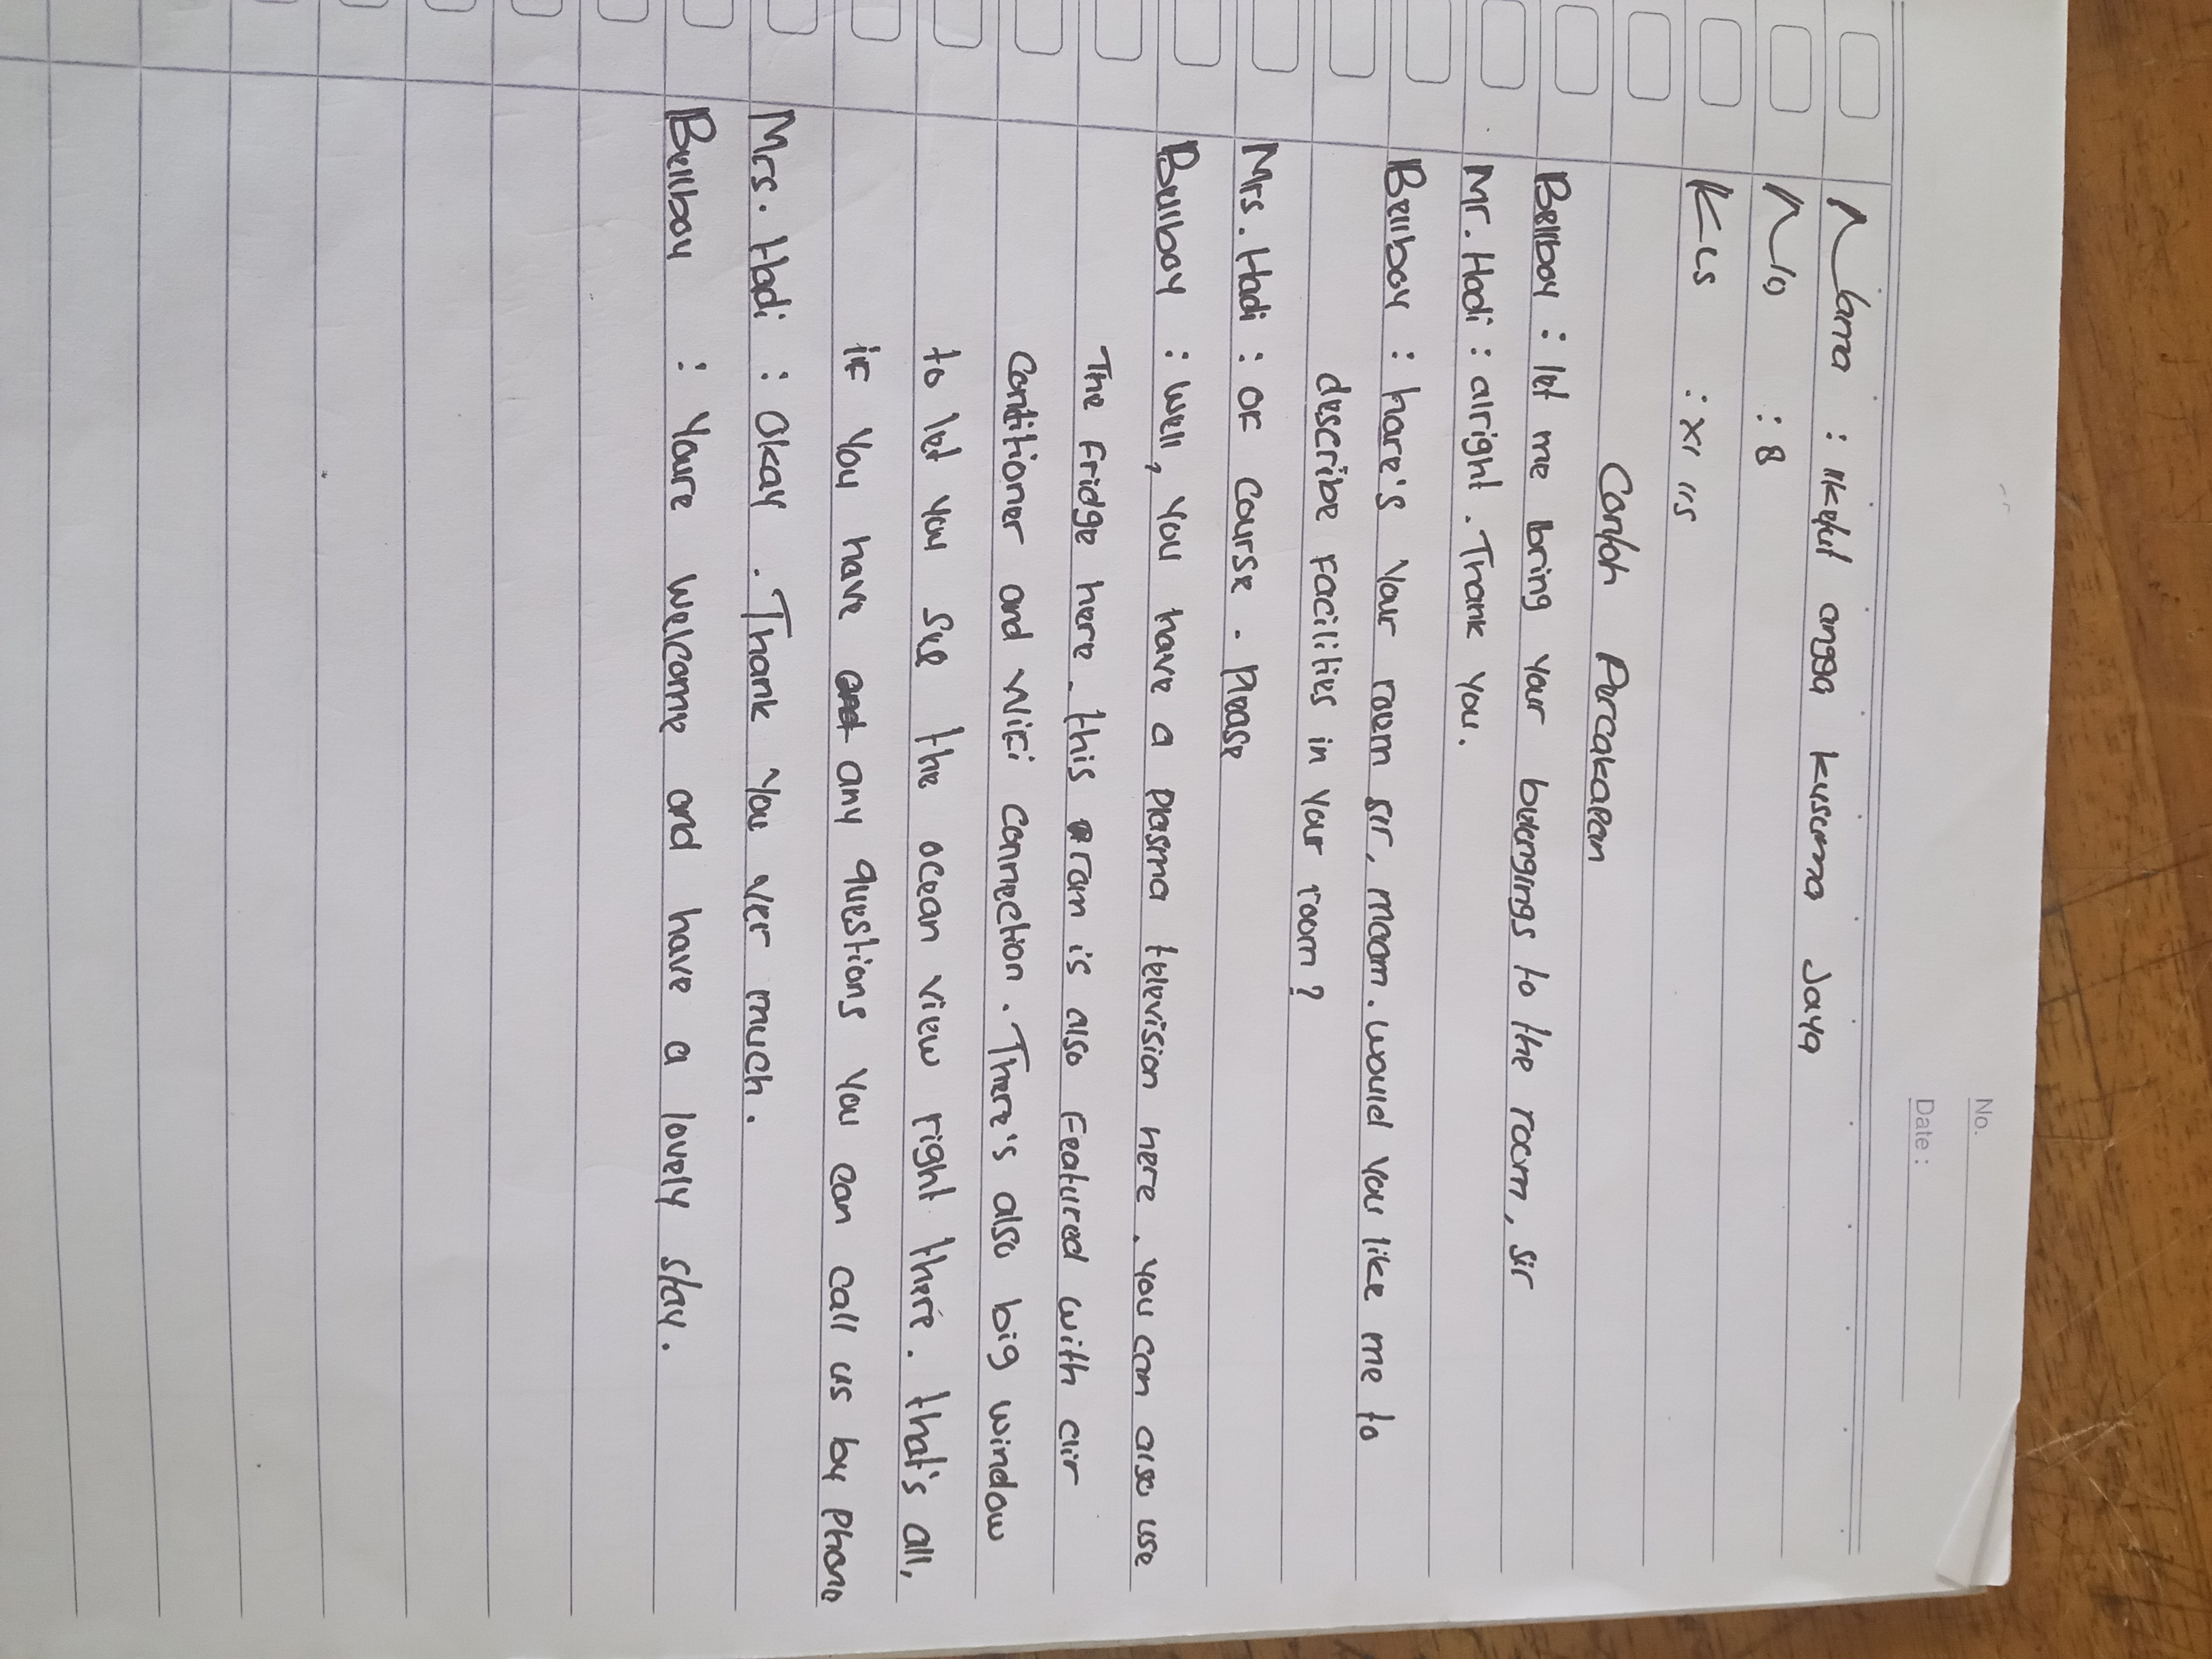 No.
Date :
Nama : Iketut angga kusuma Jaya
No : 8
Kls : XI IIS
Contoh Percakapan
Bellboy : let me bring your belengings to the room, sir
Mr. Hadi : alright . Thank you.
Bellboy : hare's your room sir, maam. would you like me to
describe facilities in your room ?
Mrs. Hadi : Of course . Please
Bellboy : Well, you have a plasma television here . you can also use
The fridge here . this room is also featured with air
Contitioner and WiFi connection . There's also big window
to let you see the ocean view right there. that's all,
if you have any questions you can call us by phone
Mrs. Hadi : Okay . Thank you ver much .
Bellboy : Youre welcome and have a lovely stay.